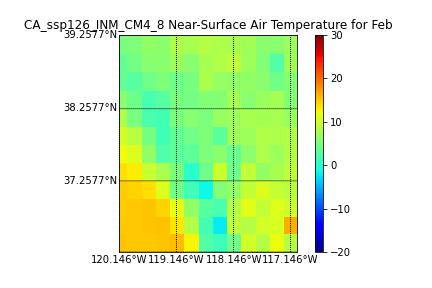 CA_ssp126_INM_CM4_8 Near-Surface Air Temperature for Feb
39.2577°N
38.2577°N
37.2577°N
120.146°W 119.146°W 118.146°W 117.146°W
30
20
10
0
−10
−20